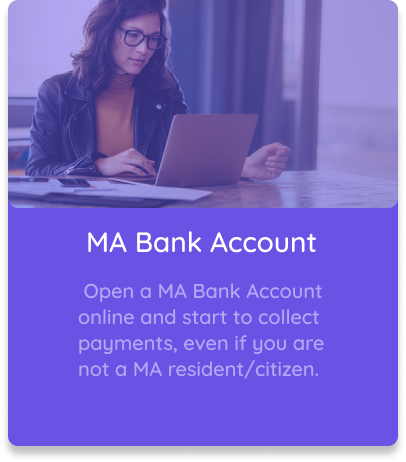 MA Bank Account
Open a MA Bank Account
online and start to collect
payments, even if you are
not a MA resident/citizen.